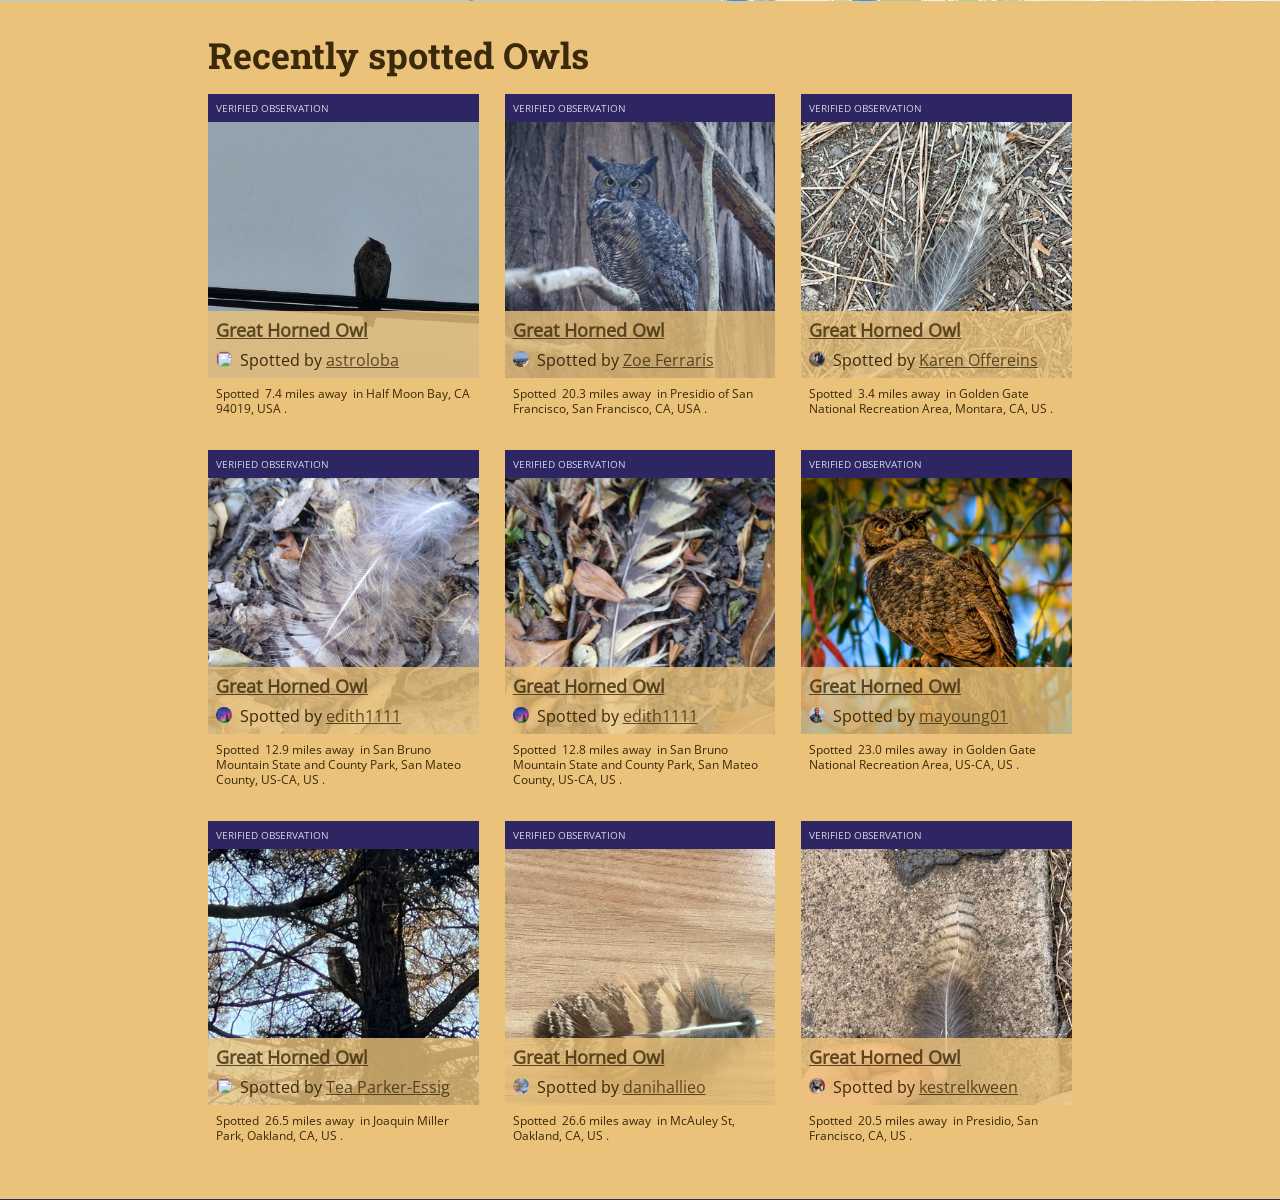 Recently spotted Owls
VERIFIED OBSERVATION
Great Horned Owl
Spotted by astroloba
Spotted 7.4 miles away in Half Moon Bay, CA
94019, USA .
VERIFIED OBSERVATION
Great Horned Owl
Spotted by Zoe Ferraris
Spotted 20.3 miles away in Presidio of San
Francisco, San Francisco, CA, USA .
VERIFIED OBSERVATION
Great Horned Owl
Spotted by Karen Offereins
Spotted 3.4 miles away in Golden Gate
National Recreation Area, Montara, CA, US .
VERIFIED OBSERVATION
Great Horned Owl
Spotted by edith1111
Spotted 12.9 miles away in San Bruno
Mountain State and County Park, San Mateo
County, US-CA, US .
VERIFIED OBSERVATION
Great Horned Owl
Spotted by edith1111
Spotted 12.8 miles away in San Bruno
Mountain State and County Park, San Mateo
County, US-CA, US .
VERIFIED OBSERVATION
Great Horned Owl
Spotted by mayoung01
Spotted 23.0 miles away in Golden Gate
National Recreation Area, US-CA, US .
VERIFIED OBSERVATION
Great Horned Owl
Spotted by Tea Parker-Essig
Spotted 26.5 miles away in Joaquin Miller
Park, Oakland, CA, US .
VERIFIED OBSERVATION
Great Horned Owl
Spotted by danihallieo
Spotted 26.6 miles away in McAuley St,
Oakland, CA, US .
VERIFIED OBSERVATION
Great Horned Owl
Spotted by kestrelkween
Spotted 20.5 miles away in Presidio, San
Francisco, CA, US .